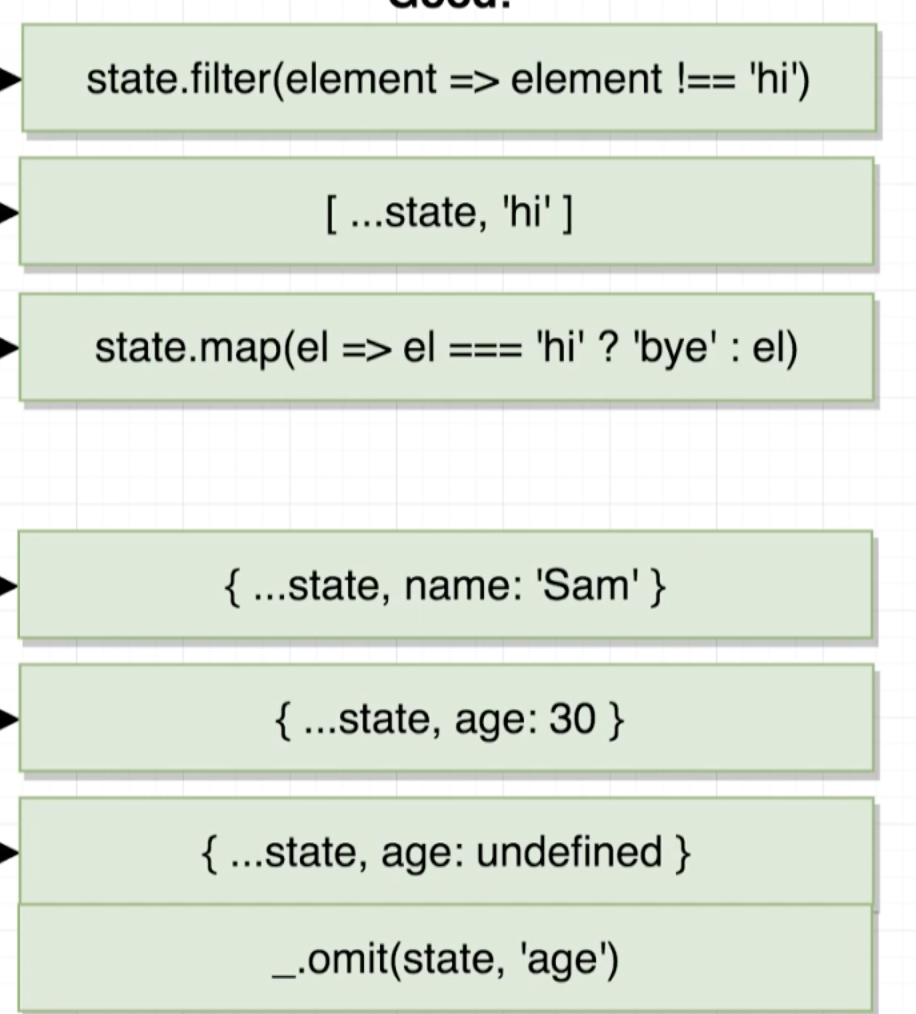 Good!
state.filter(element => element !== 'hi')
[ ...state, 'hi' ]
state.map(el => el === 'hi' ? 'bye' : el)
{ ...state, name: 'Sam' }
{ ...state, age: 30 }
{ ...state, age: undefined }
_.omit(state, 'age')